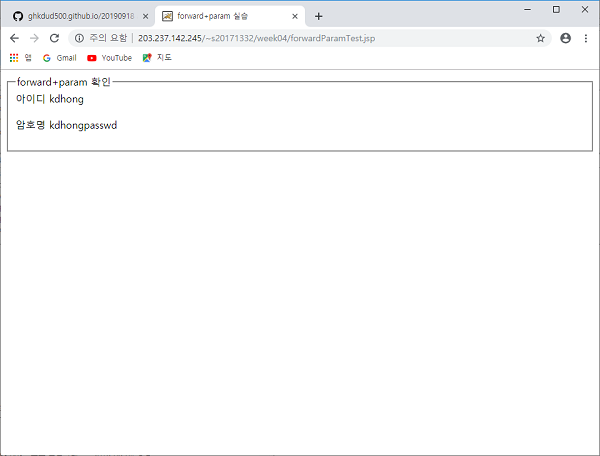 ghkdud500.github.io/20190918
forward+param 실습
주의 요함 203.237.142.245/~s20171332/week04/forwardParamTest.jsp
앱 Gmail YouTube 지도
forward+param 확인
아이디 kdhong
암호명 kdhongpasswd